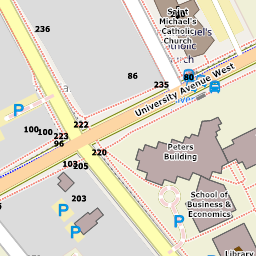 Saint
Michael's
Catholic
Church
236
86
235
80
University Avenue West
P
P
100
100
222
223
96
220
102
205
203
Peters
Building
School of
Business &
Economics
P
P
Library